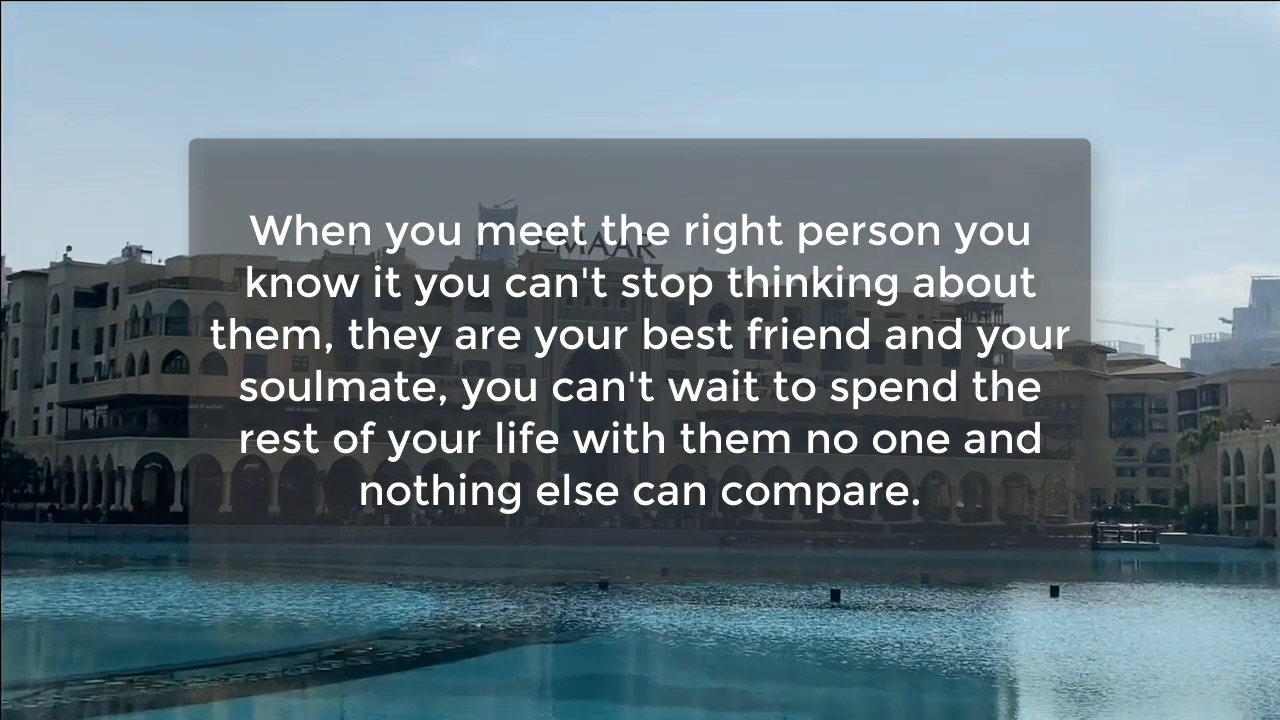 When you meet the right person you
know it you can't stop thinking about
them, they are your best friend and your
soulmate, you can't wait to spend the
rest of your life with them no one and
nothing else can compare.
EMAAR